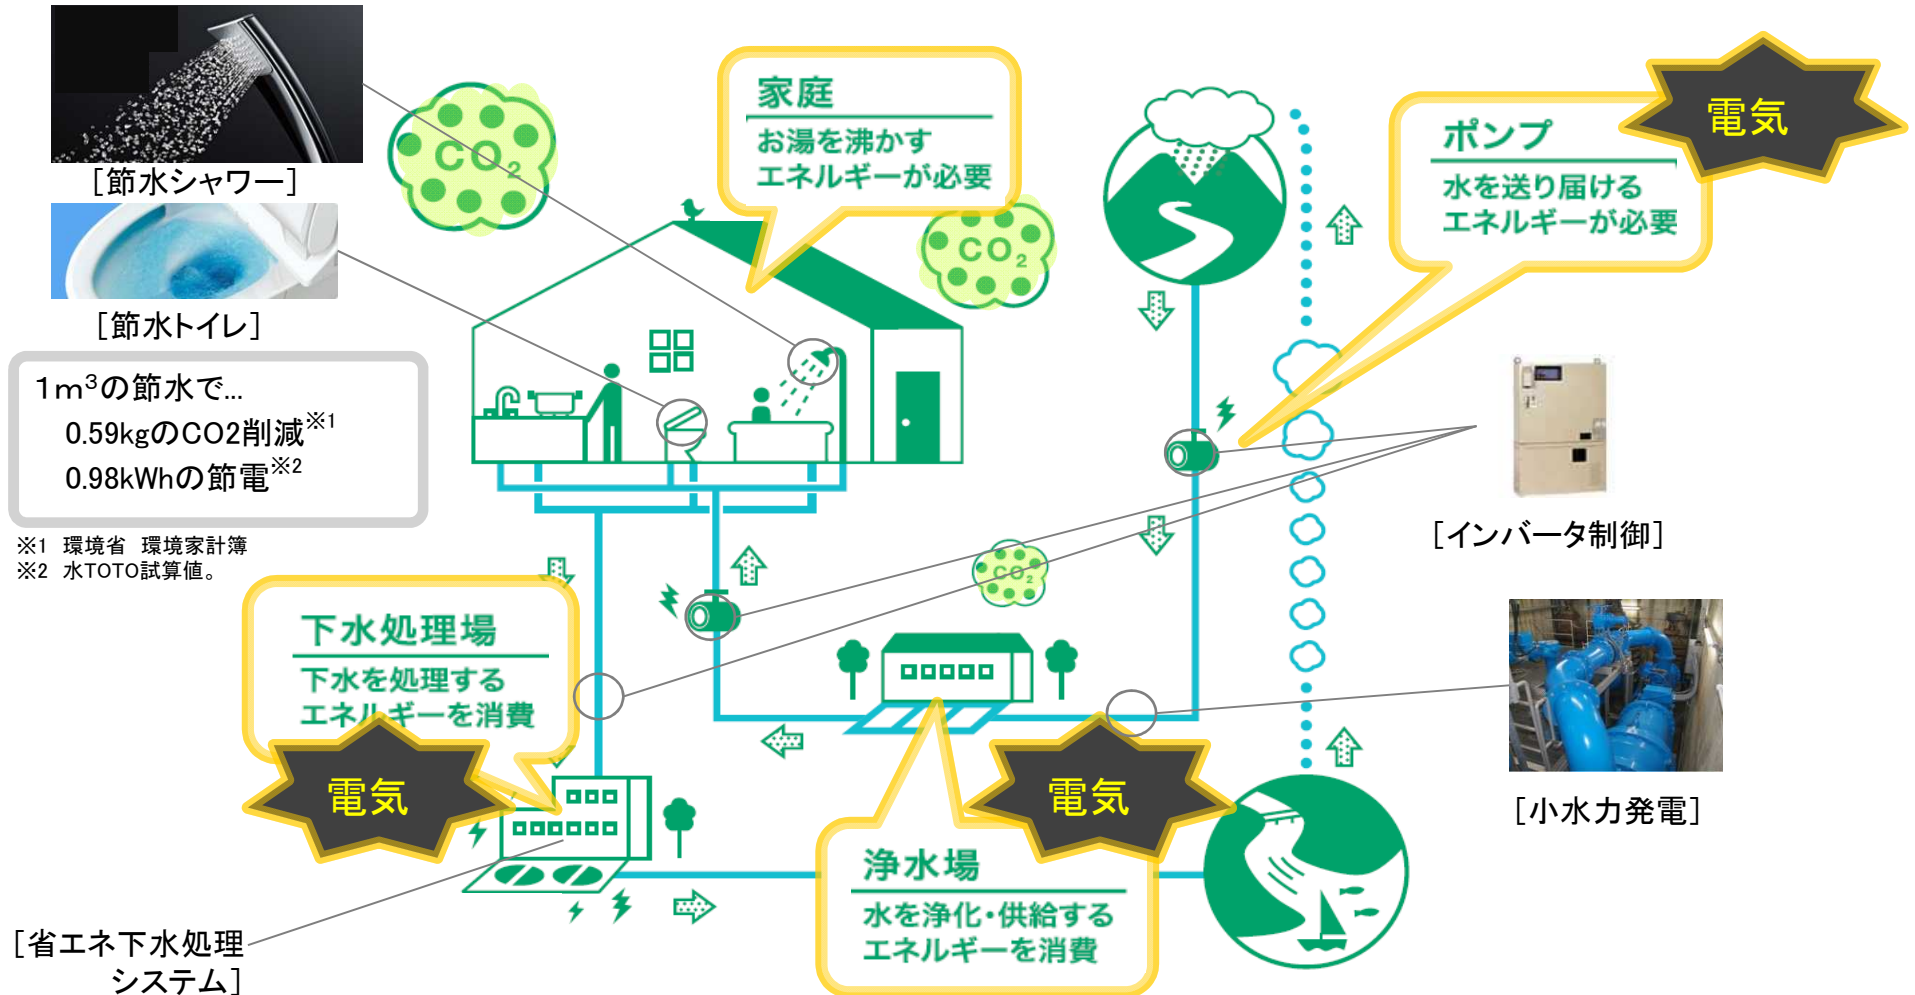 [節水シャワー]
[節水トイレ]
1m³の節水で…
0.59kgのCO2削減※1
0.98kWhの節電※2
※1 環境省 環境家計簿
※2 水TOTO試算値。
CO₂
家庭
お湯を沸かす
エネルギーが必要
CO₂
ポンプ
水を送り届ける
エネルギーが必要
電気
[インバータ制御]
CO₂
下水処理場
下水を処理する
エネルギーを消費
電気
電気
浄水場
水を浄化・供給する
エネルギーを消費
[小水力発電]
[省エネ下水処理
システム]